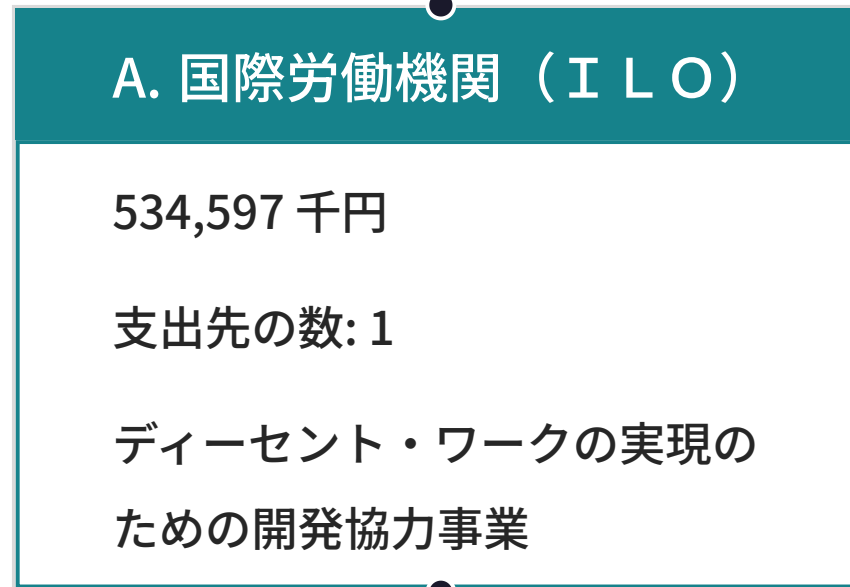 A. 国際労働機関（ＩＬＯ）
534,597 千円
支出先の数: 1
ディーセント・ワークの実現の
ための開発協力事業